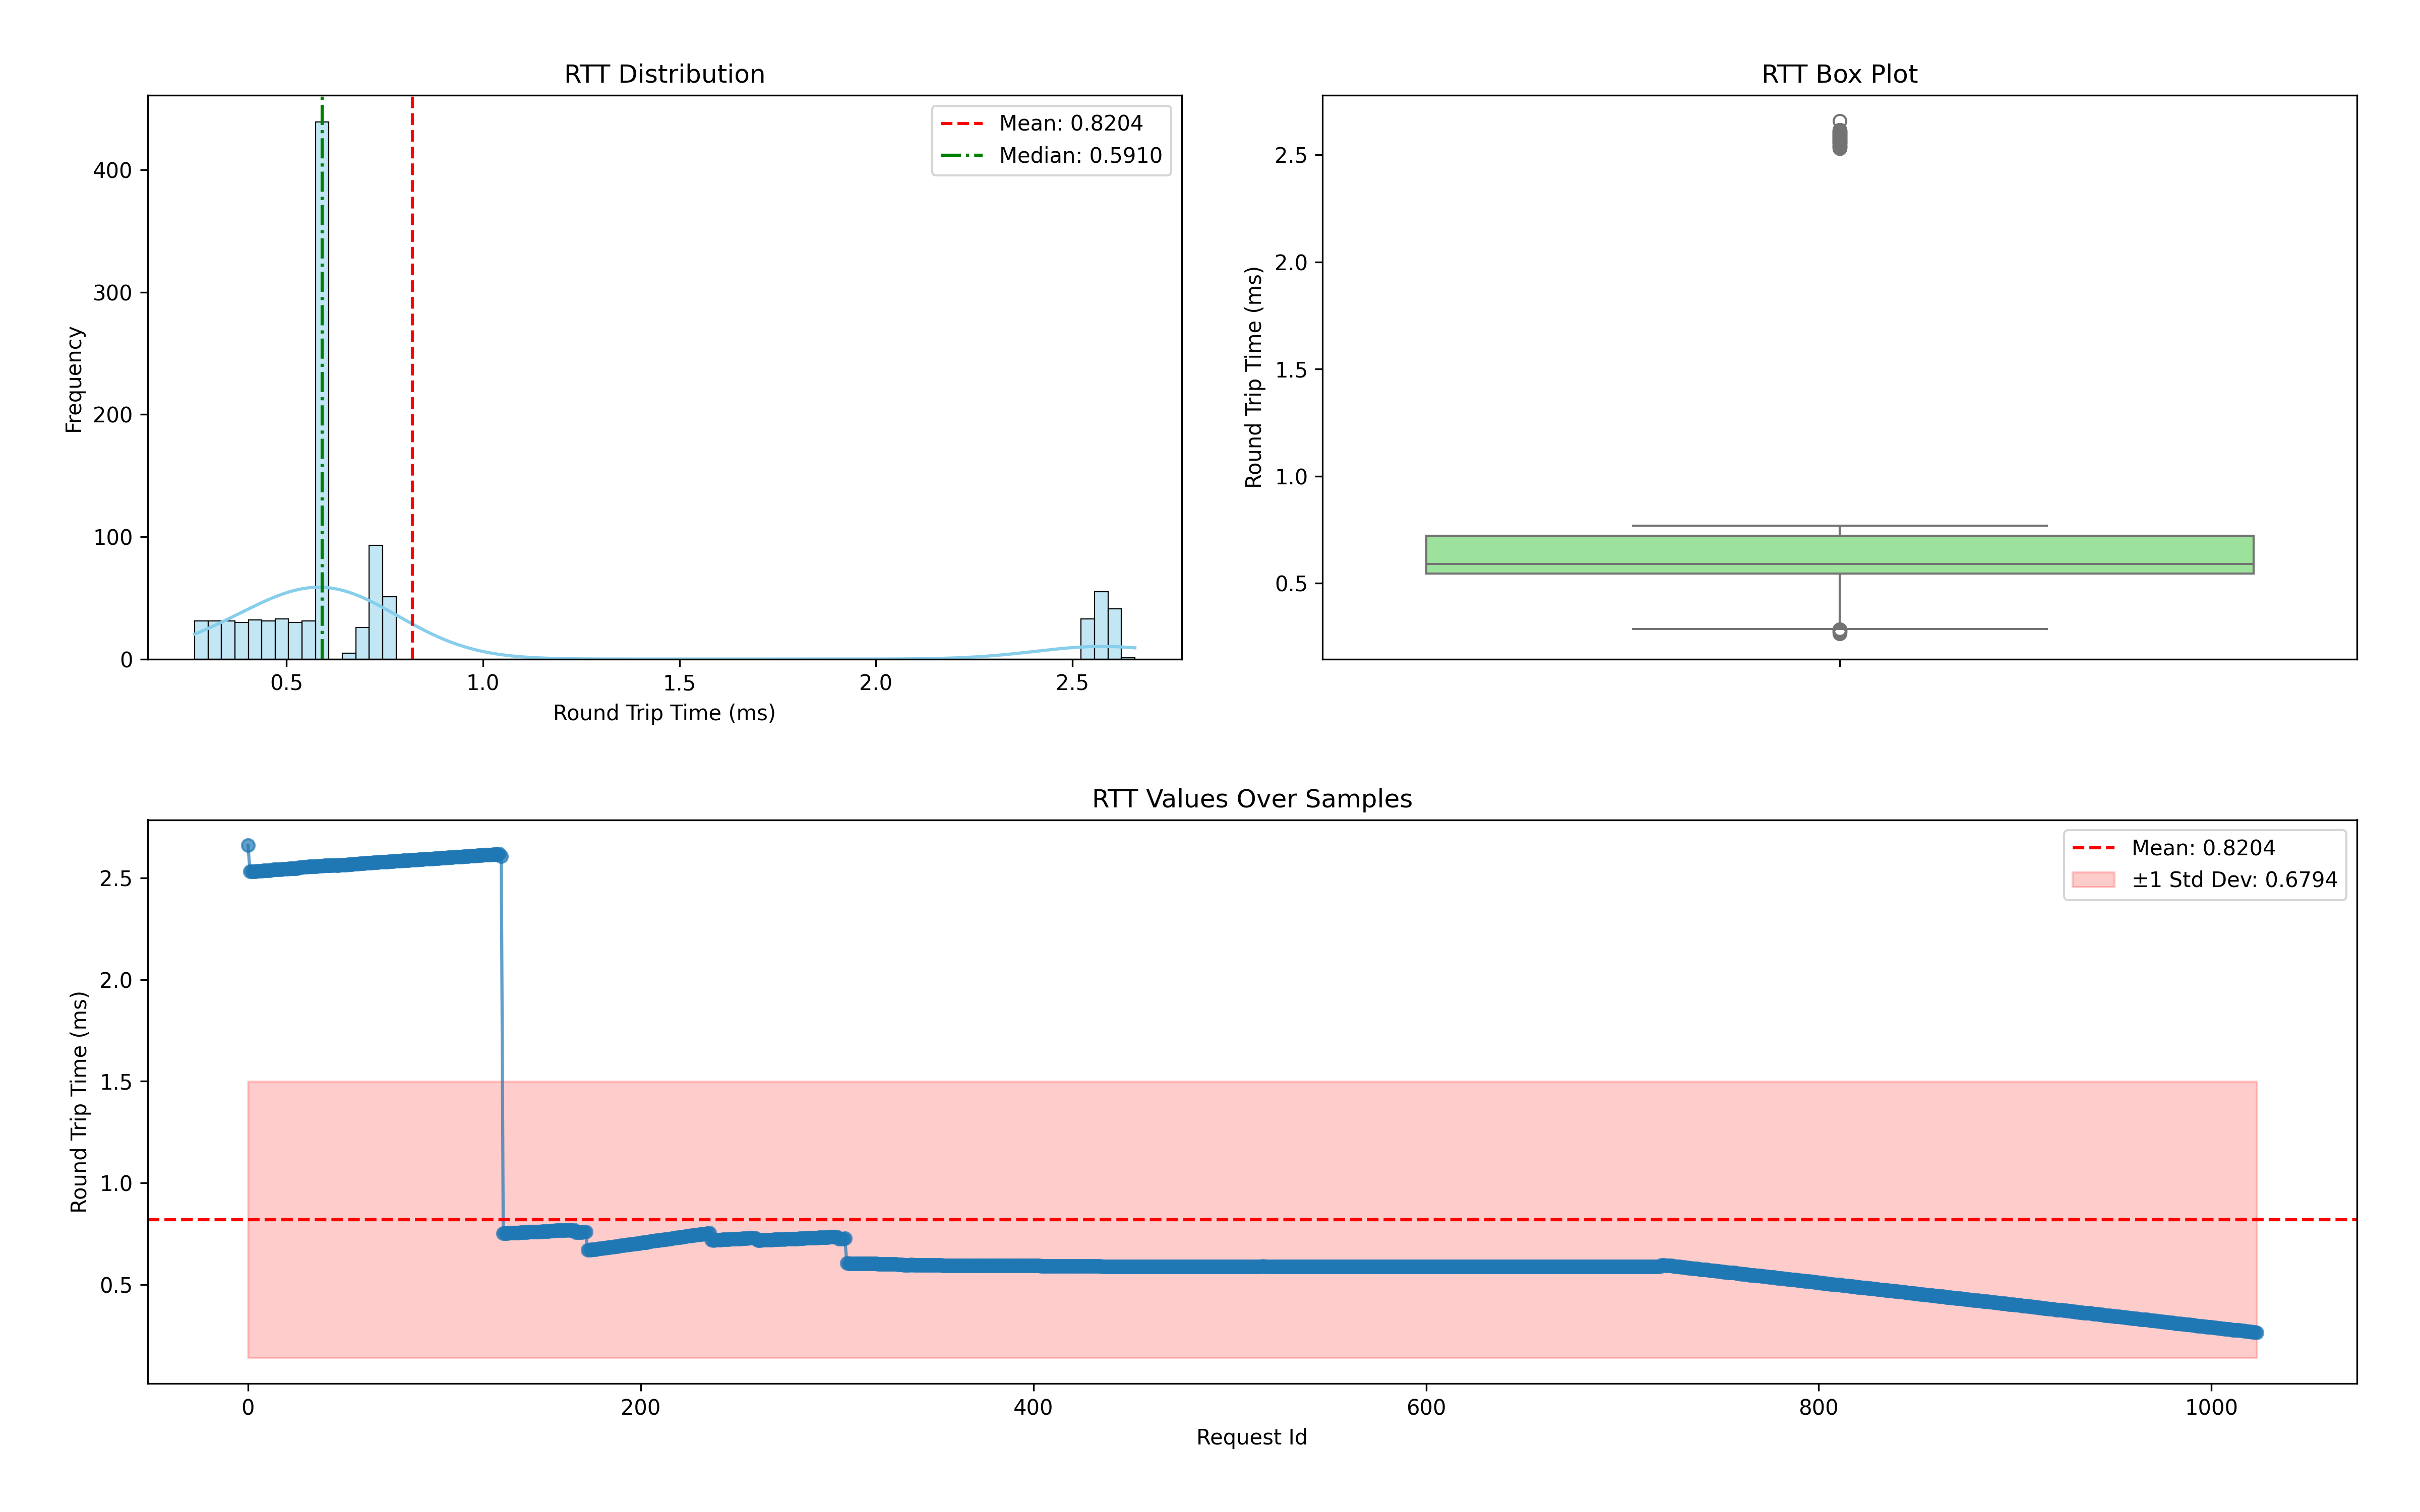 RTT Distribution
Mean: 0.8204
Median: 0.5910
Frequency
400
300
200
100
0
0.5
1.0
1.5
2.0
2.5
Round Trip Time (ms)
RTT Box Plot
Round Trip Time (ms)
2.5
2.0
1.5
1.0
0.5
RTT Values Over Samples
Mean: 0.8204
±1 Std Dev: 0.6794
Round Trip Time (ms)
2.5
2.0
1.5
1.0
0.5
0
200
400
600
800
1000
Request Id